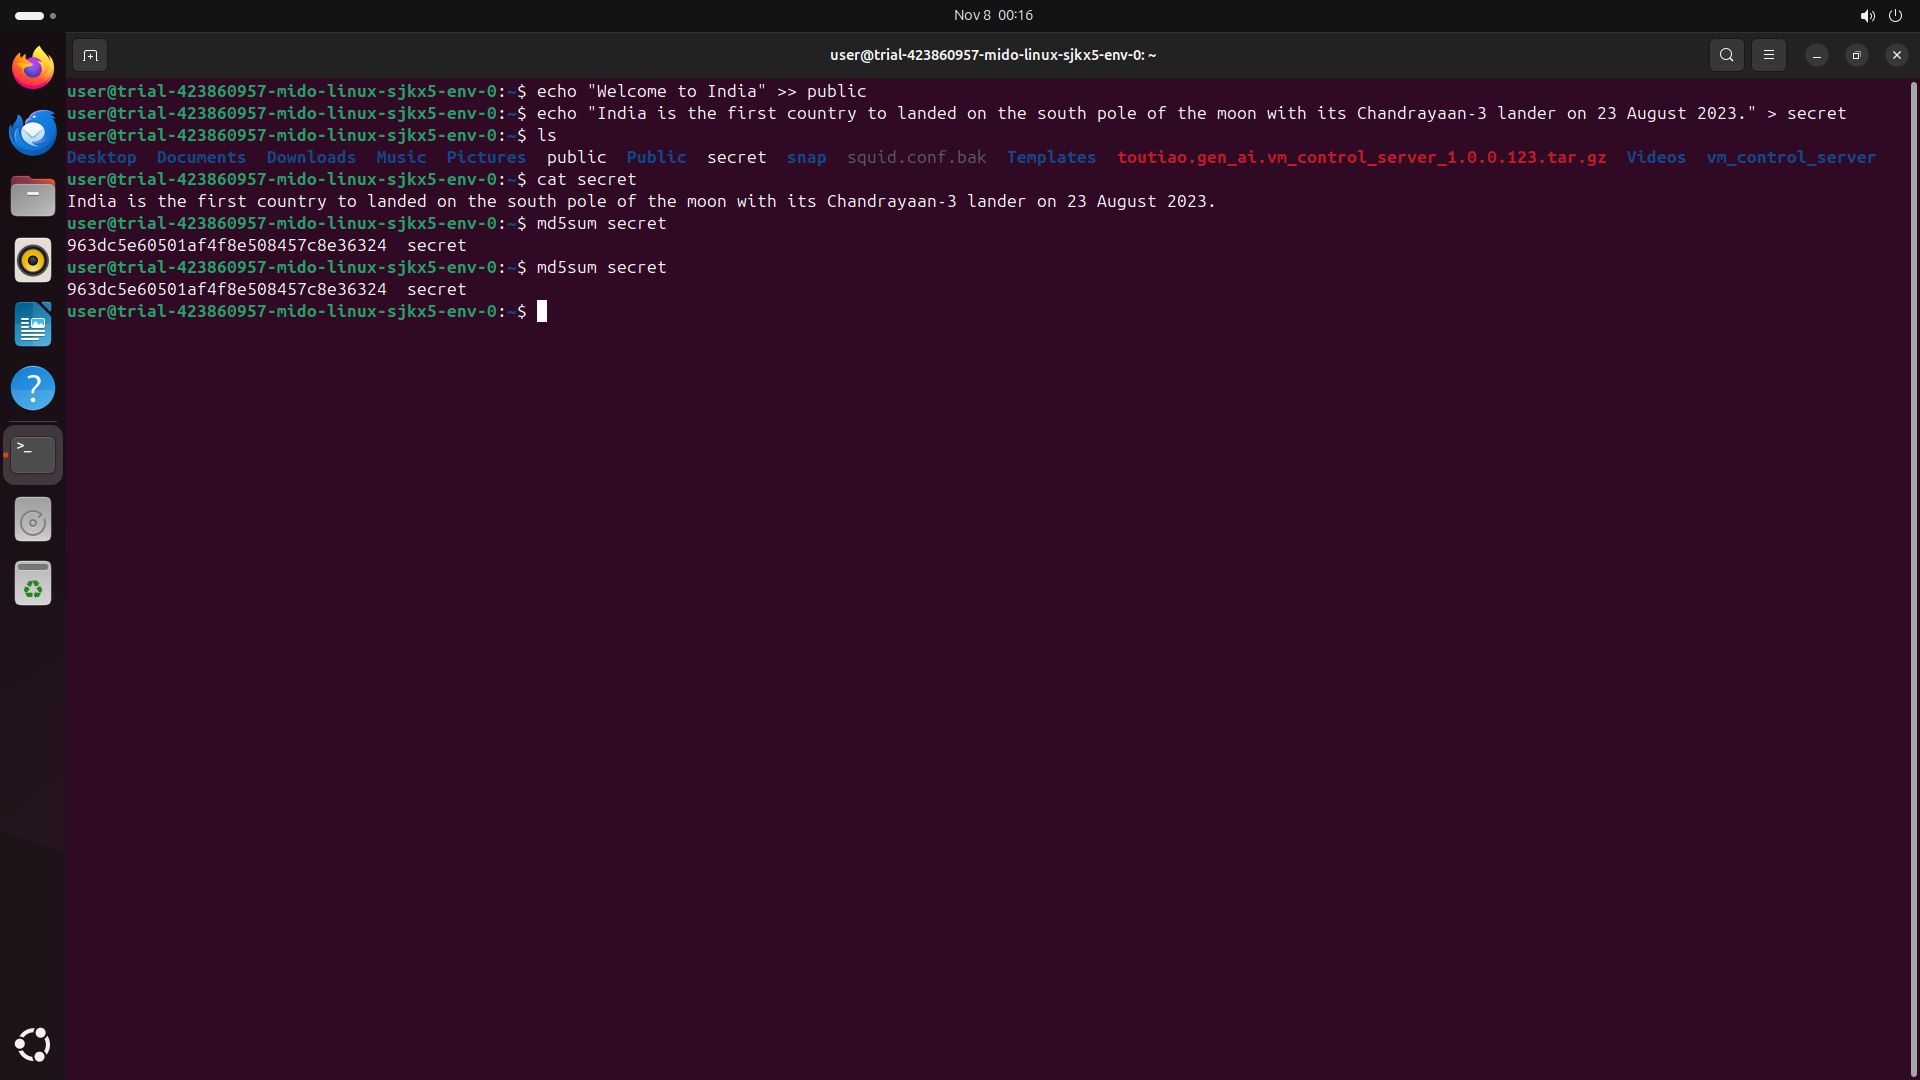 Nov 8 00:16
user@trial-423860957-mido-linux-sjkx5-env-0: ~
user@trial-423860957-mido-linux-sjkx5-env-0:~$ echo "Welcome to India" >> public
user@trial-423860957-mido-linux-sjkx5-env-0:~$ echo "India is the first country to landed on the south pole of the moon with its Chandrayaan-3 lander on 23 August 2023." > secret
user@trial-423860957-mido-linux-sjkx5-env-0:~$ ls
Desktop Documents Downloads Music Pictures public Public secret snap squid.conf.bak Templates toutiao.gen_ai.vm_control_server_1.0.0.123.tar.gz Videos vm_control_server
user@trial-423860957-mido-linux-sjkx5-env-0:~$ cat secret
India is the first country to landed on the south pole of the moon with its Chandrayaan-3 lander on 23 August 2023.
user@trial-423860957-mido-linux-sjkx5-env-0:~$ md5sum secret
963dc5e60501af4f8e508457c8e36324 secret
user@trial-423860957-mido-linux-sjkx5-env-0:~$ md5sum secret
963dc5e60501af4f8e508457c8e36324 secret
user@trial-423860957-mido-linux-sjkx5-env-0:~$